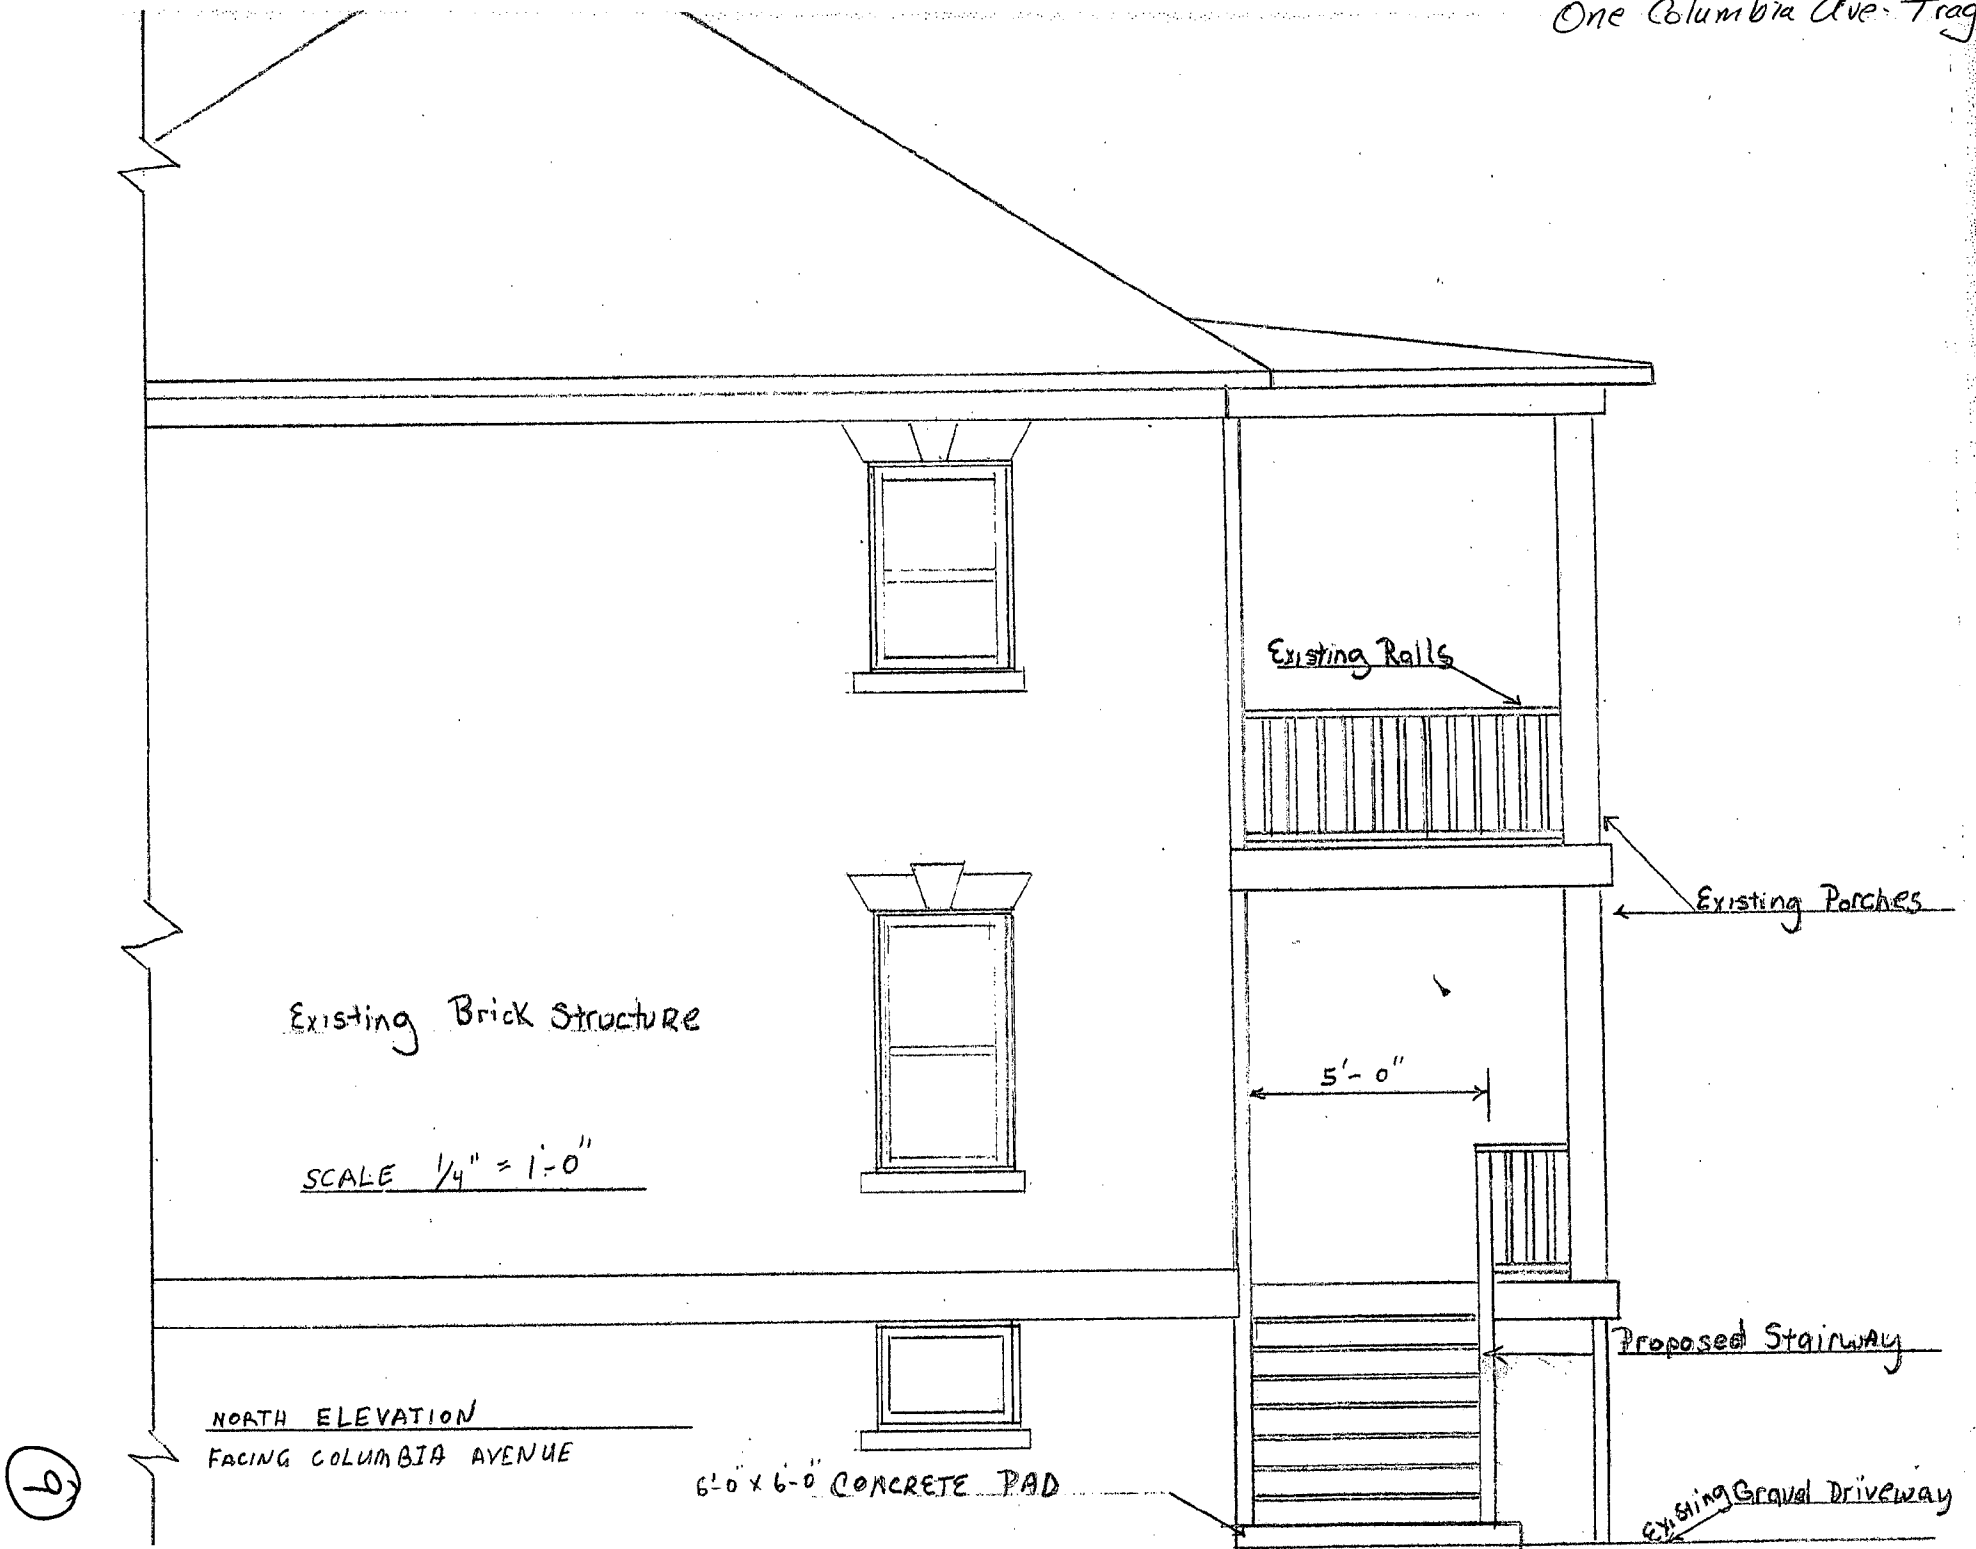 One Columbia Ave.
Existing Rails
Existing Porches
5'-0"
Existing Brick Structure
SCALE 1/4" = 1'-0"
Proposed Stairway
NORTH ELEVATION
FACING COLUMBIA AVENUE
6'-0" x 6'-0" CONCRETE PAD
Existing Gravel Driveway